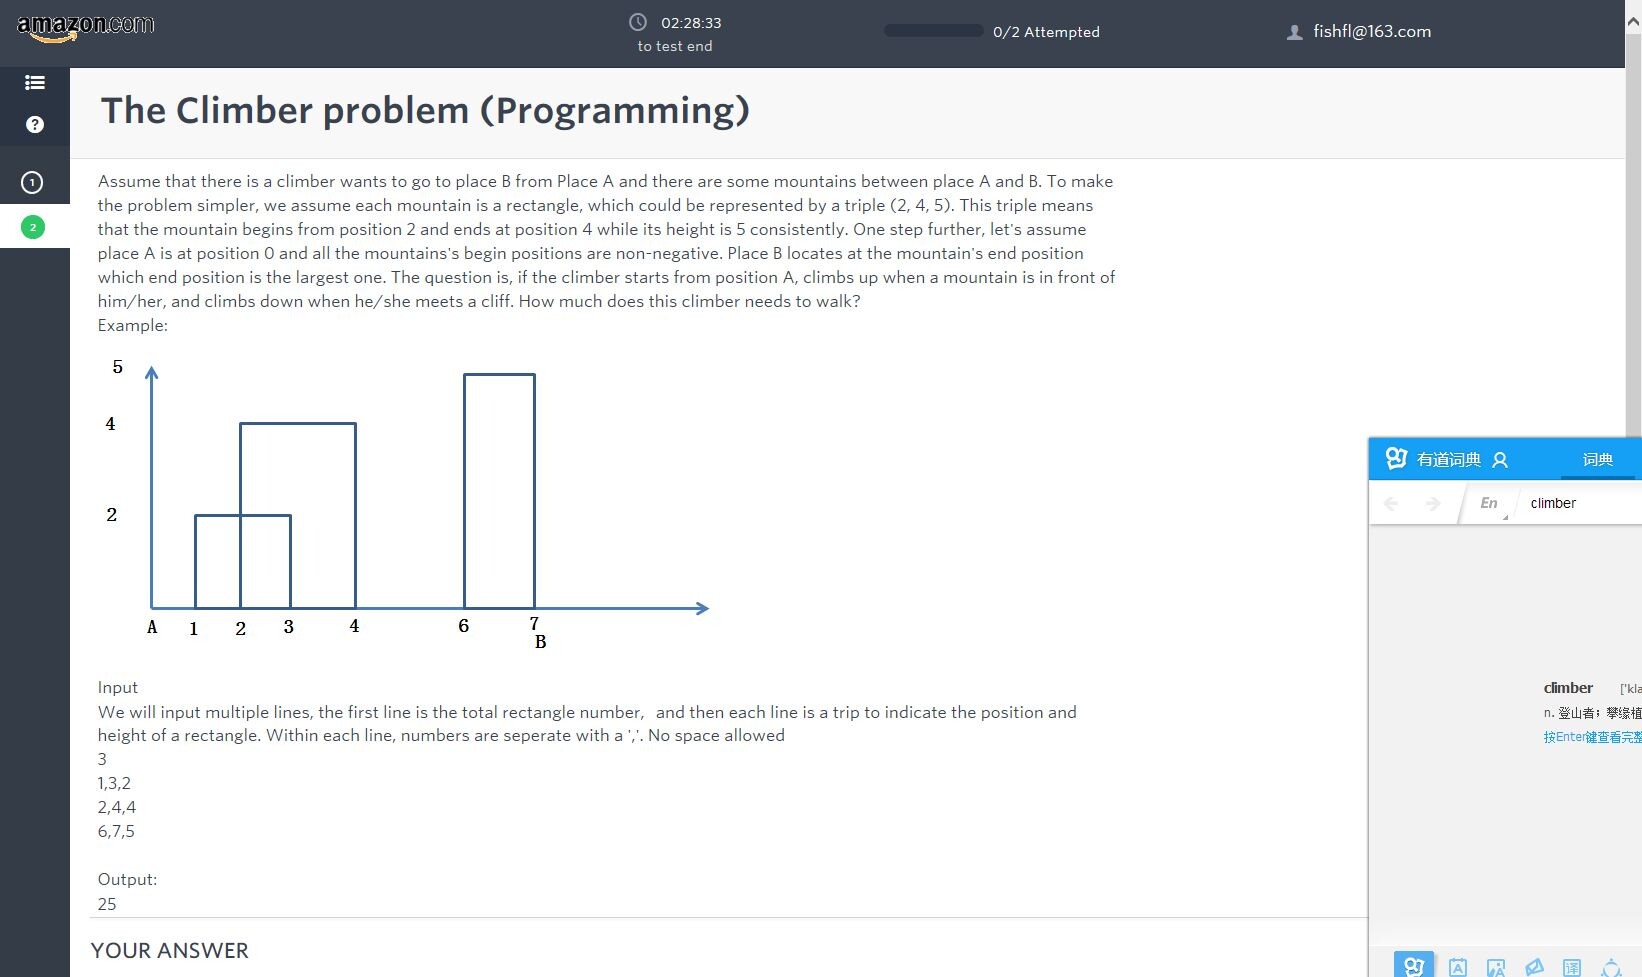 amazon.com
02:28:33
to test end
0/2 Attempted
fishfl@163.com
?
The Climber problem (Programming)
1
2
Assume that there is a climber wants to go to place B from Place A and there are some mountains between place A and B. To make
the problem simpler, we assume each mountain is a rectangle, which could be represented by a triple (2, 4, 5). This triple means
that the mountain begins from position 2 and ends at position 4 while its height is 5 consistently. One step further, let's assume
place A is at position 0 and all the mountains's begin positions are non-negative. Place B locates at the mountain's end position
which end position is the largest one. The question is, if the climber starts from position A, climbs up when a mountain is in front of
him/her, and climbs down when he/she meets a cliff. How much does this climber needs to walk?
Example:
5
4
2
A 1 2 3 4 6 7
B
Input
We will input multiple lines, the first line is the total rectangle number, and then each line is a trip to indicate the position and
height of a rectangle. Within each line, numbers are seperate with a ','. No space allowed
3
1,3,2
2,4,4
6,7,5
Output:
25
YOUR ANSWER
有道词典
词典
En
climber
climber ['kla
n. 登山者；攀缘植
按Enter键查看完整
A
A
译